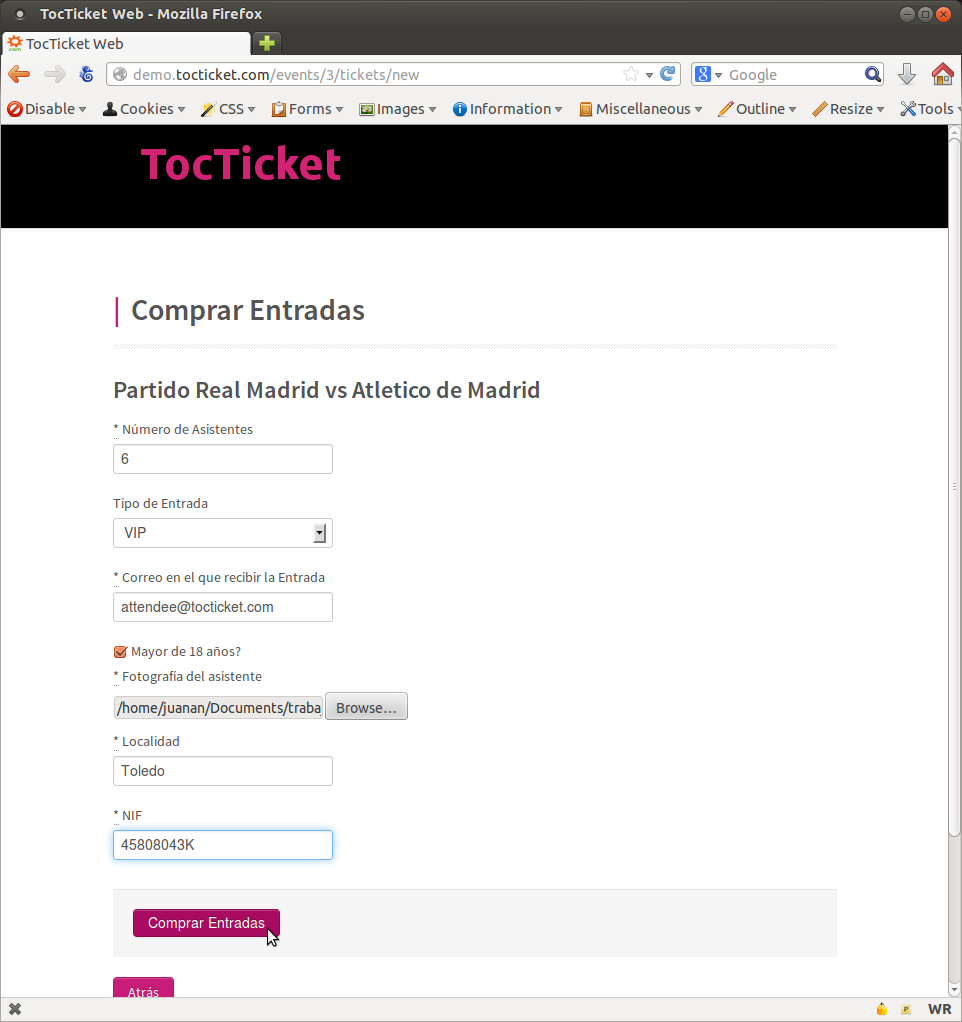 TocTicket Web - Mozilla Firefox
TocTicket Web
demo.tocticket.com/events/3/tickets/new
Google
Disable Cookies CSS Forms Images Information Miscellaneous Outline Resize Tools
TocTicket
Comprar Entradas
Partido Real Madrid vs Atletico de Madrid
* Número de Asistentes
6
Tipo de Entrada
VIP
* Correo en el que recibir la Entrada
attendee@tocticket.com
Mayor de 18 años?
* Fotografía del asistente
/home/juanan/Documents/traba
Browse...
* Localidad
Toledo
* NIF
45808043K
Comprar Entradas
Atrás
WR